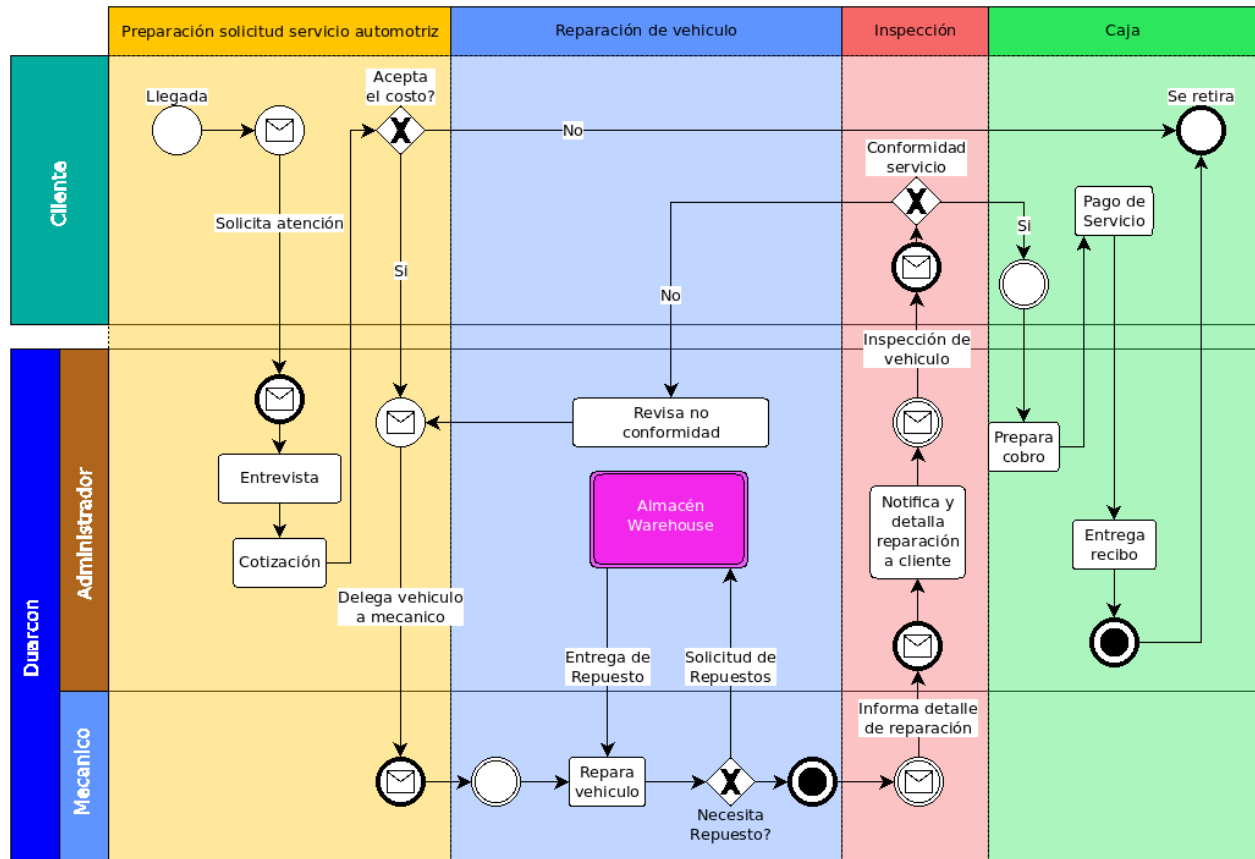 Preparación solicitud servicio automotriz
Reparación de vehiculo
Inspección
Caja
Cliente
Llegada
Acepta
el costo?
No
Se retira
Conformidad
servicio
Pago de
Servicio
Solicita atención
Si
Si
No
Duarcon
Administrador
Inspección de
vehiculo
Revisa no
conformidad
Prepara
cobro
Entrevista
Almacén
Warehouse
Notifica y
detalla
reparación
a cliente
Cotización
Entrega
recibo
Delega vehiculo
a mecanico
Entrega de
Repuesto
Solicitud de
Repuestos
Mecanico
Informa detalle
de reparación
Repara
vehiculo
Necesita
Repuesto?